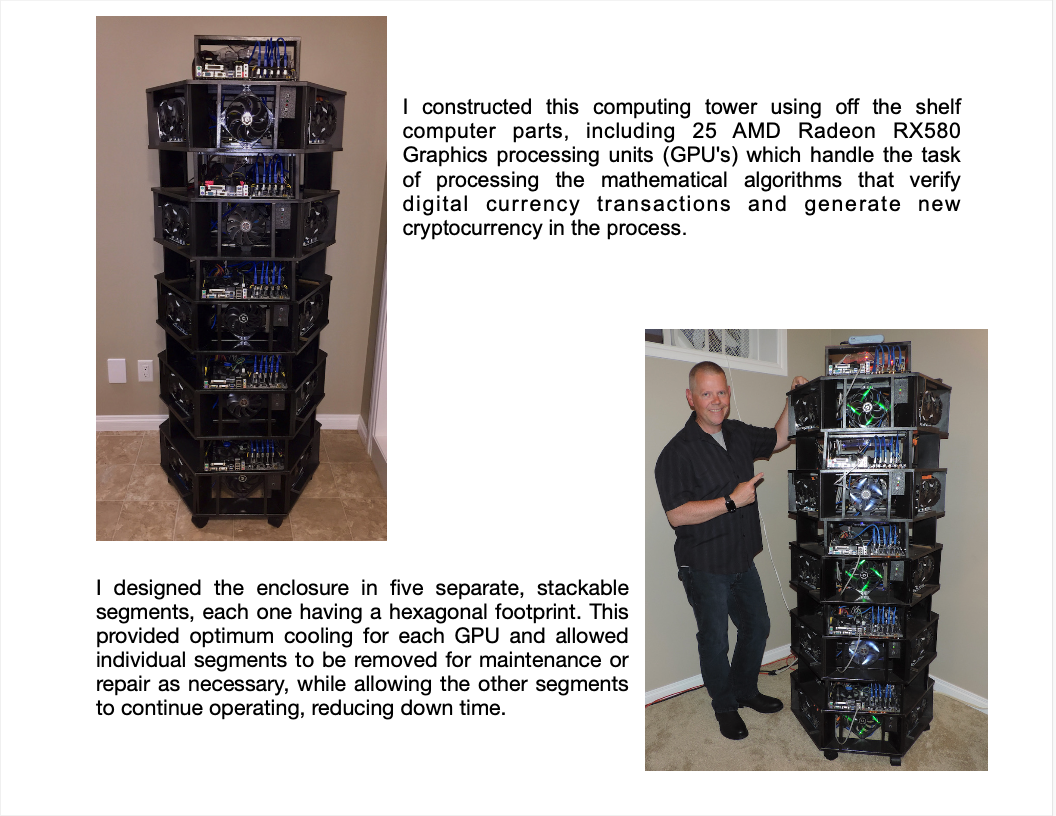 I constructed this computing tower using off the shelf
computer parts, including 25 AMD Radeon RX580
Graphics processing units (GPU's) which handle the task
of processing the mathematical algorithms that verify
digital currency transactions and generate new
cryptocurrency in the process.
I designed the enclosure in five separate, stackable
segments, each one having a hexagonal footprint. This
provided optimum cooling for each GPU and allowed
individual segments to be removed for maintenance or
repair as necessary, while allowing the other segments
to continue operating, reducing down time.